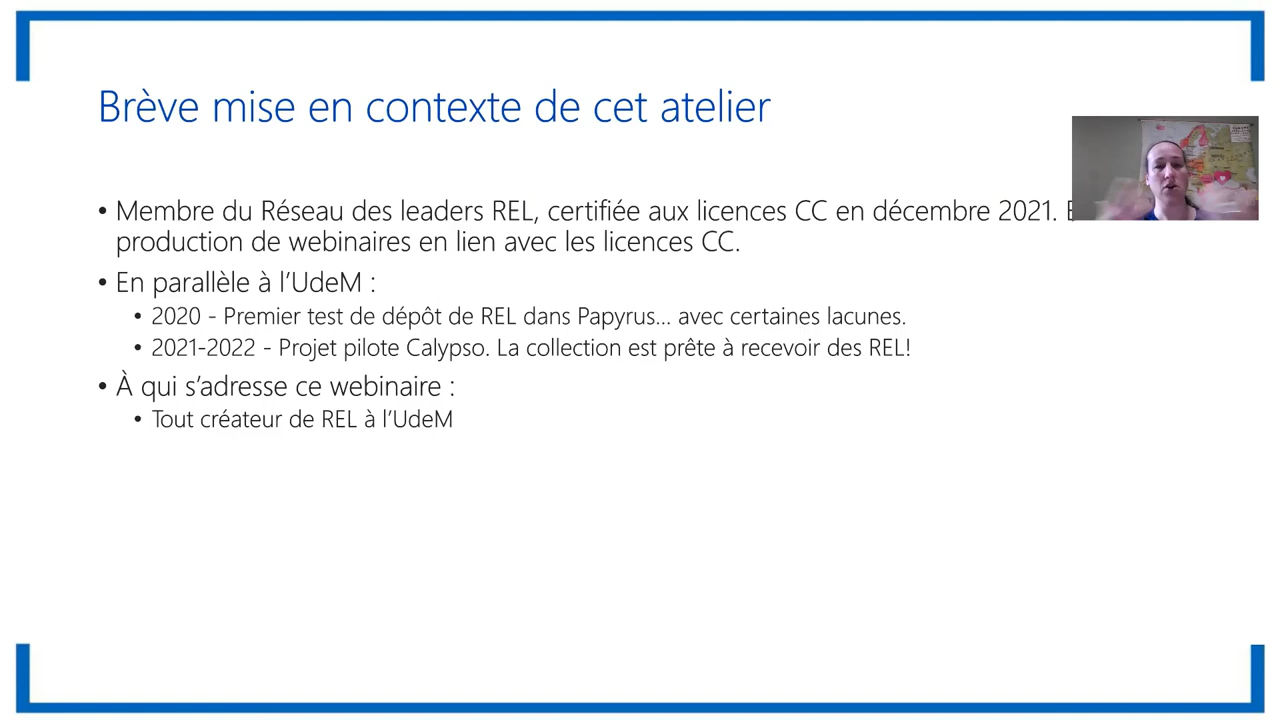 Brève mise en contexte de cet atelier
• Membre du Réseau des leaders REL, certifiée aux licences CC en décembre 2021.
production de webinaires en lien avec les licences CC.
• En parallèle à l'UdeM :
• 2020 - Premier test de dépôt de REL dans Papyrus... avec certaines lacunes.
• 2021-2022 - Projet pilote Calypso. La collection est prête à recevoir des REL!
• À qui s'adresse ce webinaire :
• Tout créateur de REL à l'UdeM